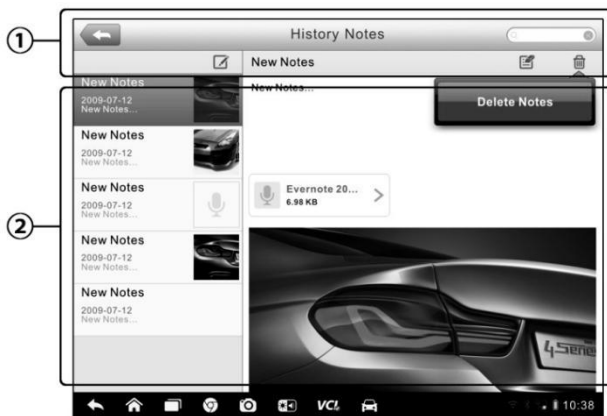 ①
History Notes
New Notes
New Notes
2009-07-12
New Notes...
New Notes...
Delete Notes
New Notes
2009-07-12
New Notes...
②
New Notes
2009-07-12
New Notes...
Evernote 20...
6.98 KB
New Notes
2009-07-12
New Notes...
New Notes
2009-07-12
New Notes...
VCI
10:38